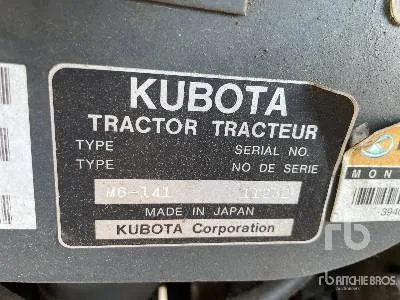 KUBOTA
TRACTOR TRACTEUR
TYPE SERIAL NO.
TYPE NO DE SERIE
M6-141
MADE IN JAPAN
KUBOTA Corporation
MON
rb
RITCHIE BROS.